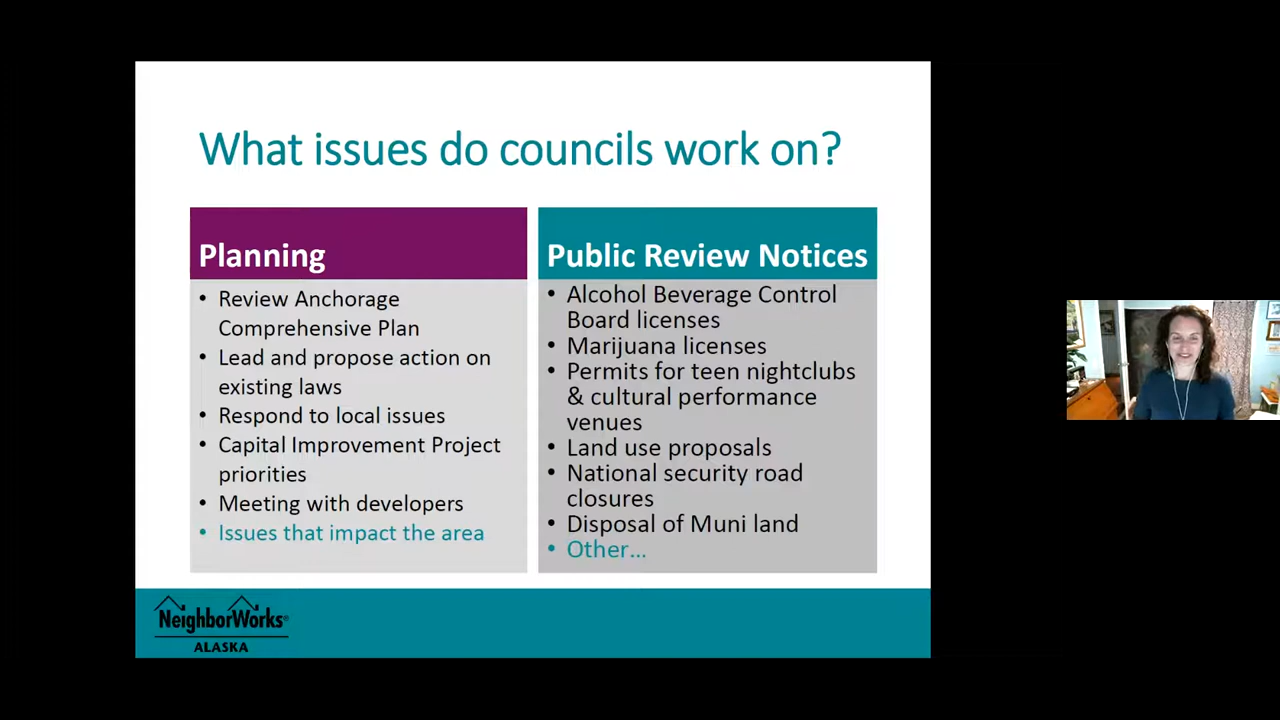 What issues do councils work on?
Planning
• Review Anchorage
Comprehensive Plan
• Lead and propose action on
existing laws
• Respond to local issues
• Capital Improvement Project
priorities
• Meeting with developers
• Issues that impact the area
Public Review Notices
• Alcohol Beverage Control
Board licenses
• Marijuana licenses
• Permits for teen nightclubs
& cultural performance
venues
• Land use proposals
• National security road
closures
• Disposal of Muni land
• Other...
NeighborWorks®
ALASKA